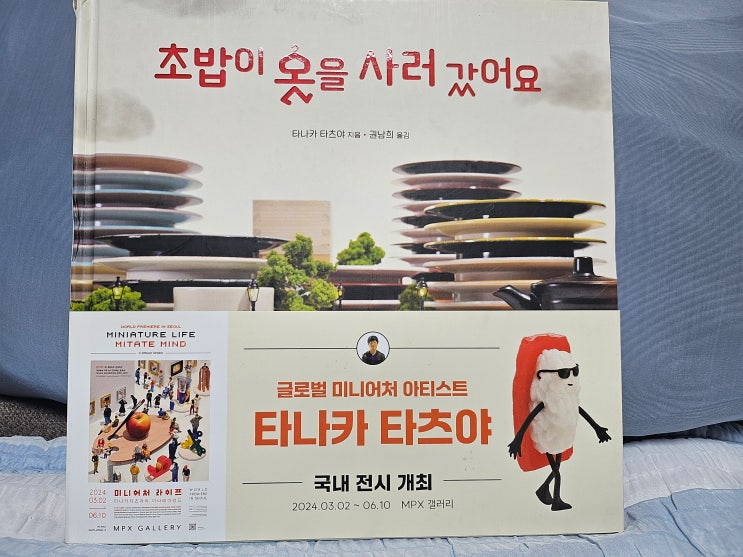 초밥이 옷을 사러 갔어요
타나카 타츠야 지음 · 권남희 옮김
WORLD PREMIERE IN SEOUL
MINIATURE LIFE
MITATE MIND
글로벌 미니어처 아티스트
타나카 타츠야
국내 전시 개최
2024.03.02 ~ 06.10 MPX 갤러리
2024
03.02
06.10
미니어처 라이프
MPX GALLERY
WORLD
PREMIERE
IN SEOUL